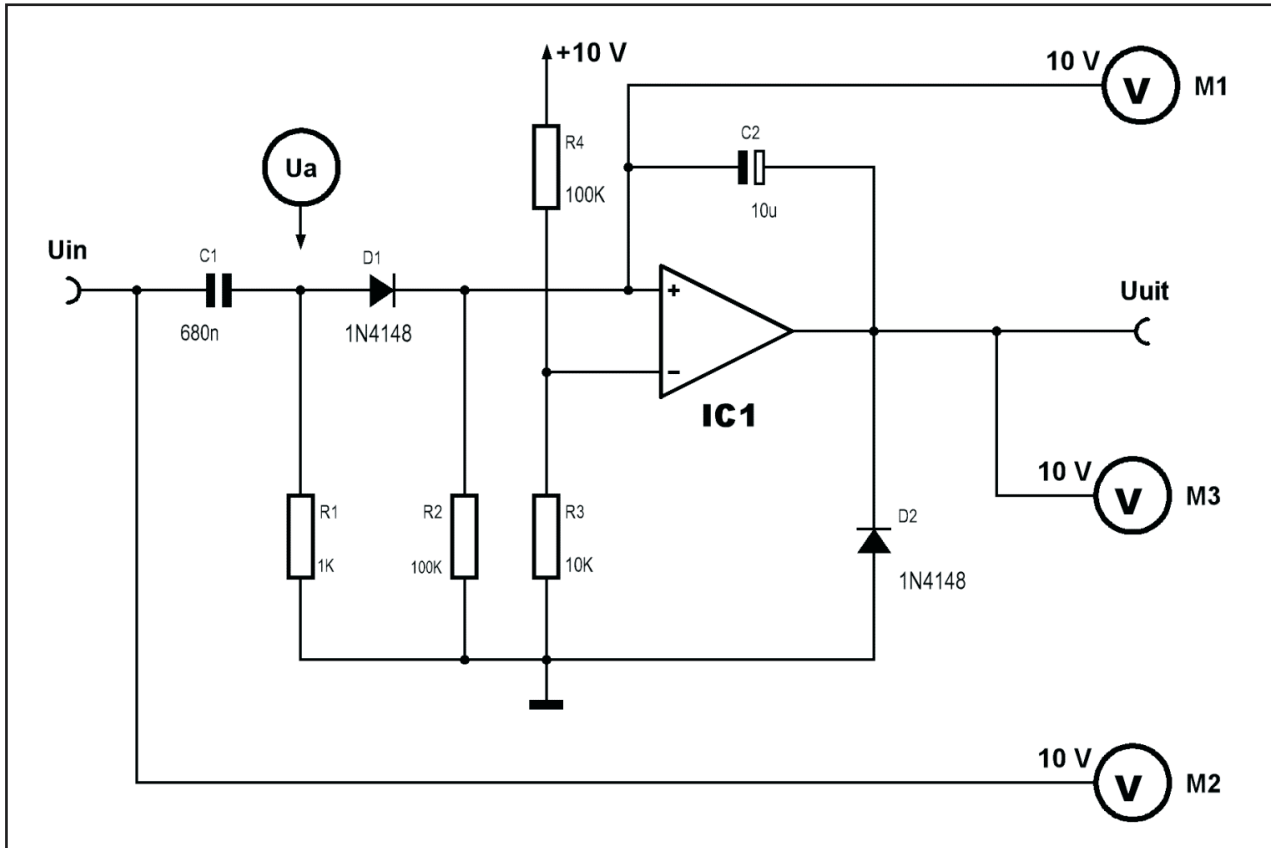 +10 V
10 V
V
M1
R4
100K
C2
10u
Ua
Uin
C1
680n
D1
1N4148
+
−
IC1
Uuit
R1
1K
R2
100K
R3
10K
D2
1N4148
10 V
V
M3
10 V
V
M2